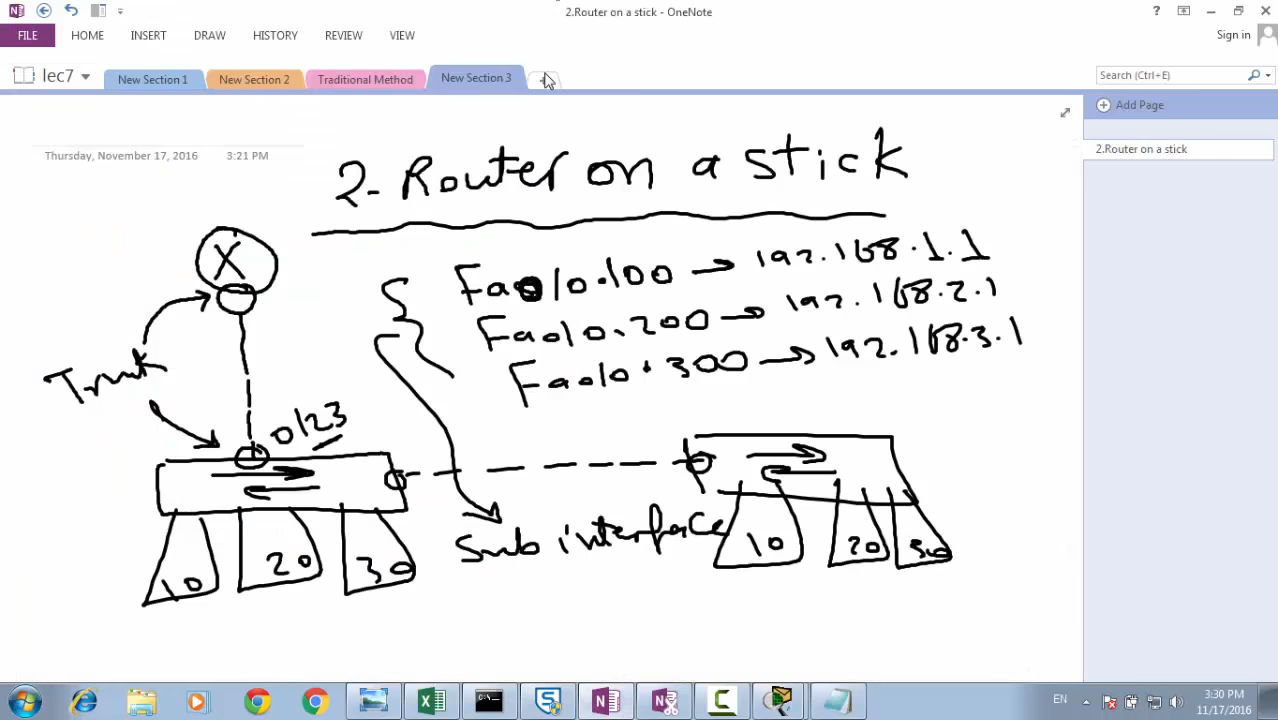 2.Router on a stick - OneNote
Sign in
FILE HOME INSERT DRAW HISTORY REVIEW VIEW
lec7 New Section 1 New Section 2 Traditional Method New Section 3
Search (Ctrl+E)
Add Page
2.Router on a stick
Thursday, November 17, 2016 3:21 PM
2- Router on a stick
X
Fa0/0.100 → 192.168.1.1
Fa0/0.200 → 192.168.2.1
Fa0/0.300 → 192.168.3.1
Trunk
0/23
Sub interface
10 20 30
10 20 30
EN
3:30 PM
11/17/2016